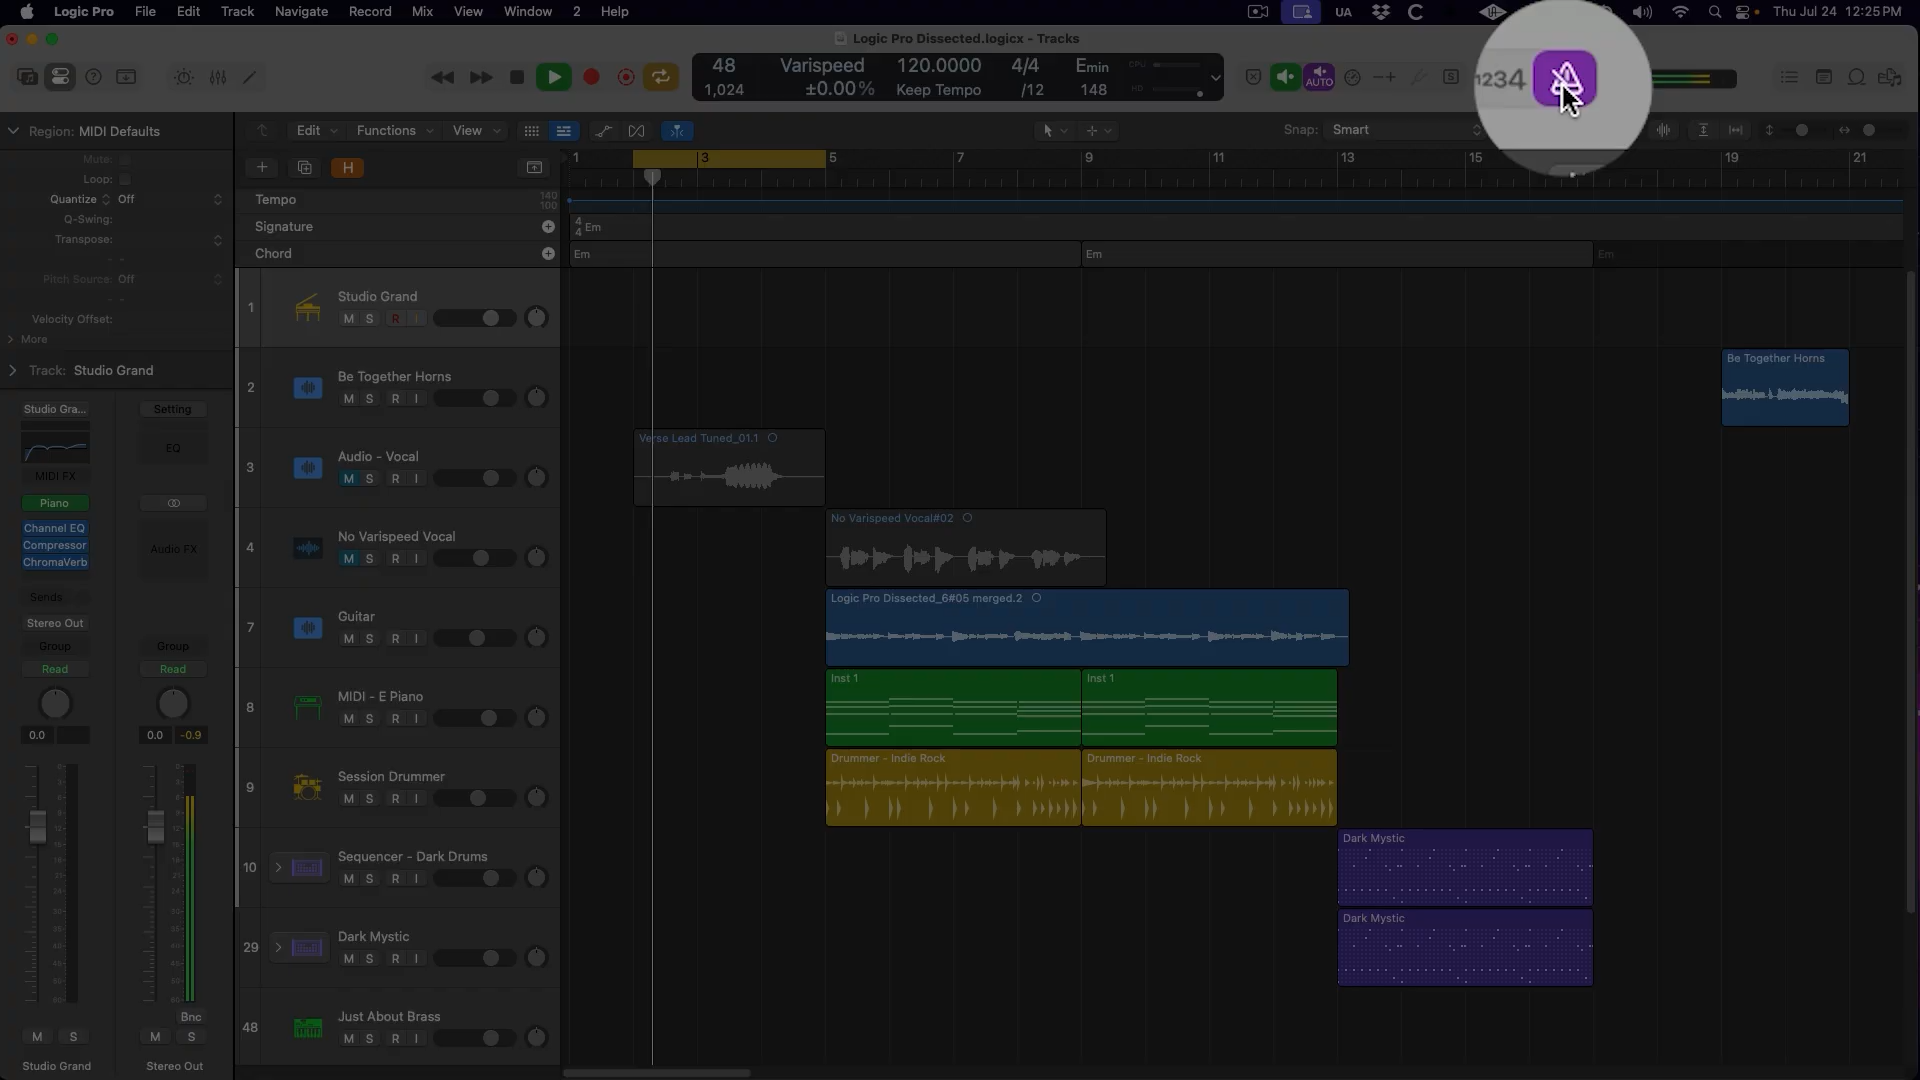 Logic Pro File Edit Track Navigate Record Mix View Window 2 Help
UA
Thu Jul 24 12:25 PM
Logic Pro Dissected.logicx - Tracks
48 Varispeed 120.0000 4/4 Emin CPU
1,024 ±0.00% Keep Tempo /12 148 HD
AUTO
S
1234
Region: MIDI Defaults
Edit Functions View
Snap: Smart
Mute:
Loop:
Quantize Off
Q-Swing:
Transpose:
Pitch Source: Off
Velocity Offset:
More
Track: Studio Grand
H
1 3 5 7 9 11 13 15 19 21
Tempo 140
100
Signature
4
4 Em
Chord Em Em Em
1 Studio Grand
M S R I
2 Be Together Horns
M S R I
Be Together Horns
3 Audio - Vocal
M S R I
Verse Lead Tuned_01.1
4 No Varispeed Vocal
M S R I
No Varispeed Vocal#02
7 Guitar
M S R I
Logic Pro Dissected_6#05 merged.2
8 MIDI - E Piano
M S R I
Inst 1 Inst 1
9 Session Drummer
M S R I
Drummer - Indie Rock Drummer - Indie Rock
10 Sequencer - Dark Drums
M S R I
Dark Mystic
29 Dark Mystic
M S R I
Dark Mystic
48 Just About Brass
M S R I
Studio Gra... Setting
EQ
MIDI FX
Piano
Channel EQ
Compressor Audio FX
ChromaVerb
Sends
Stereo Out
Group Group
Read Read
0.0 0.0 -0.9
Bnc
M S M S
Studio Grand Stereo Out